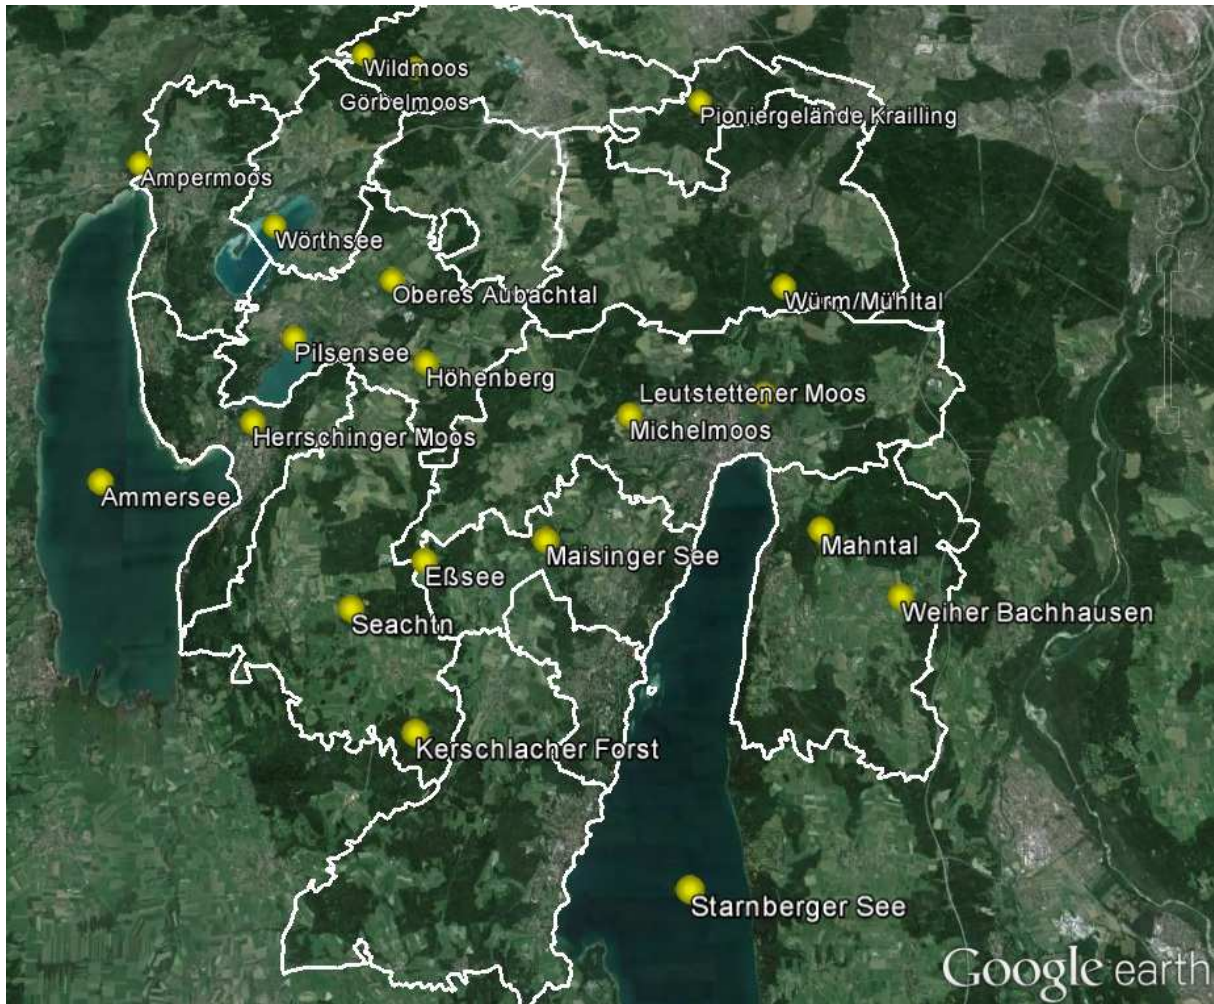 Wildmoos
Görbelmoos
Pioniergelände Krailling
Ampermoos
Wörthsee
Oberes Aubachtal
Würm/Mühltal
Pilsensee
Höhenberg
Leutstettener Moos
Michelmoos
Herrschinger Moos
Ammersee
Mahntal
Maisinger See
Eßsee
Weiher Bachhausen
Seachtn
Kerschlacher Forst
Starnberger See
Google earth